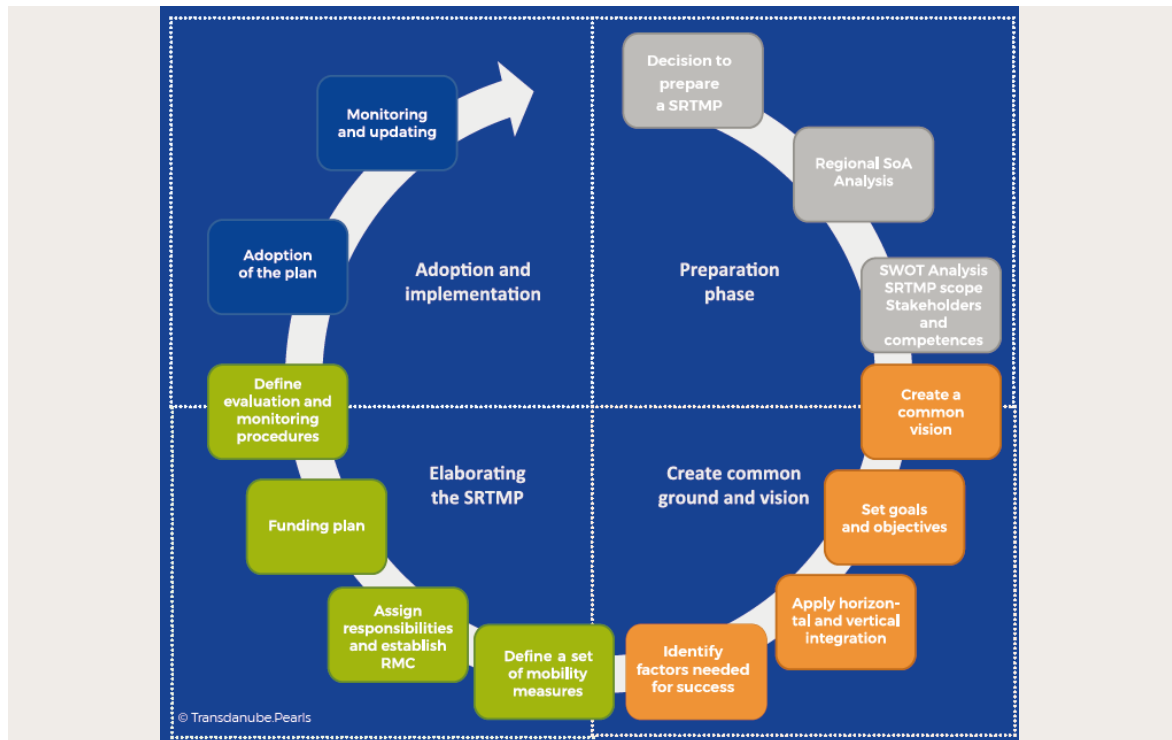 Decision to
prepare
a SRTMP
Regional SoA
Analysis
SWOT Analysis
SRTMP scope
Stakeholders
and
competences
Preparation
phase
Create a
common
vision
Set goals
and objectives
Apply horizon-
tal and vertical
integration
Identify
factors needed
for success
Create common
ground and vision
Define a set
of mobility
measures
Assign
responsibilities
and establish
RMC
Funding plan
Define
evaluation and
monitoring
procedures
Elaborating
the SRTMP
Adoption
of the plan
Monitoring
and updating
Adoption and
implementation
© Transdanube.Pearls